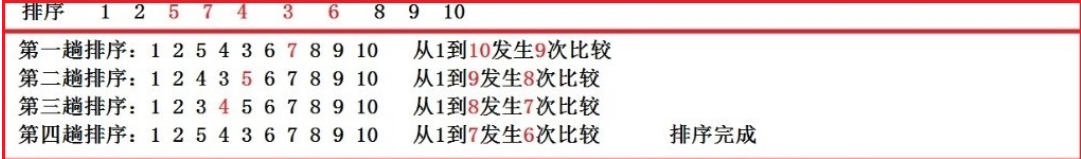 排序 1 2 5 7 4 3 6 8 9 10
第一趟排序：1 2 5 4 3 6 7 8 9 10 从1到10发生9次比较
第二趟排序：1 2 4 3 5 6 7 8 9 10 从1到9发生8次比较
第三趟排序：1 2 3 4 5 6 7 8 9 10 从1到8发生7次比较
第四趟排序：1 2 5 4 3 6 7 8 9 10 从1到7发生6次比较 排序完成